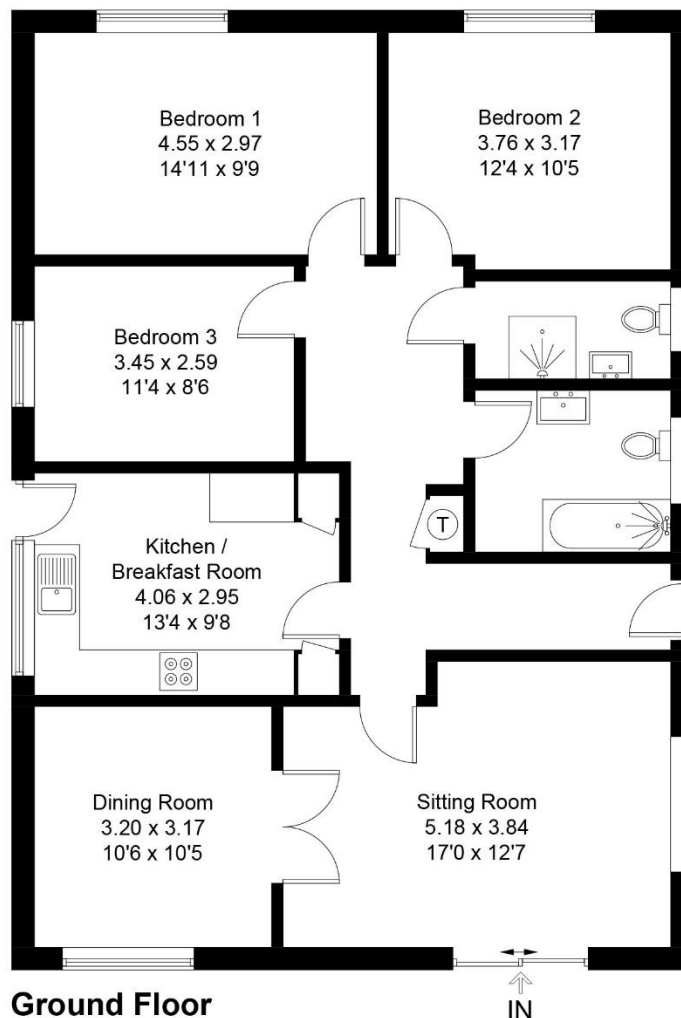 Bedroom 1
4.55 x 2.97
14'11 x 9'9
Bedroom 2
3.76 x 3.17
12'4 x 10'5
Bedroom 3
3.45 x 2.59
11'4 x 8'6
T
Kitchen /
Breakfast Room
4.06 x 2.95
13'4 x 9'8
Dining Room
3.20 x 3.17
10'6 x 10'5
Sitting Room
5.18 x 3.84
17'0 x 12'7
Ground Floor
IN